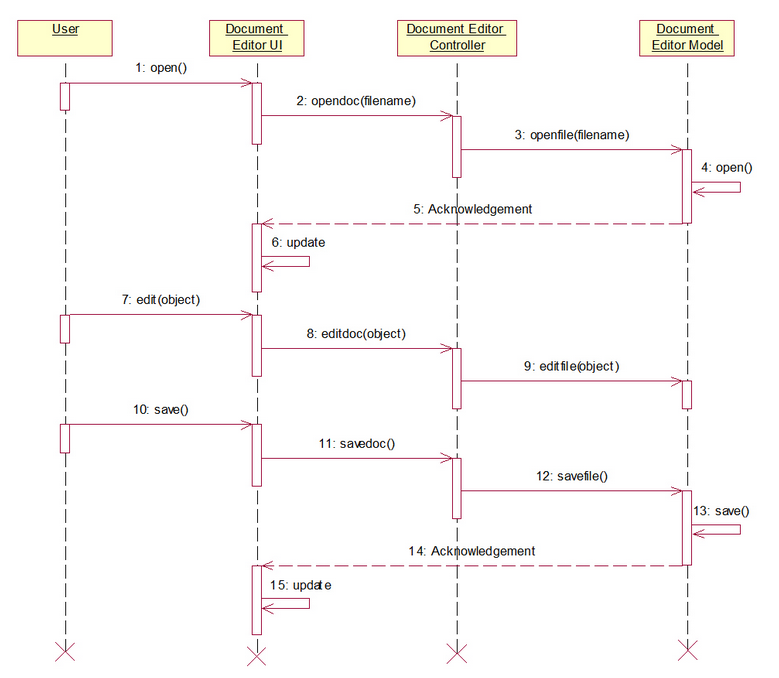 User
Document
Editor UI
Document Editor
Controller
Document
Editor Model
1: open()
2: opendoc(filename)
3: openfile(filename)
4: open()
5: Acknowledgement
6: update
7: edit(object)
8: editdoc(object)
9: editfile(object)
10: save()
11: savedoc()
12: savefile()
13: save()
14: Acknowledgement
15: update